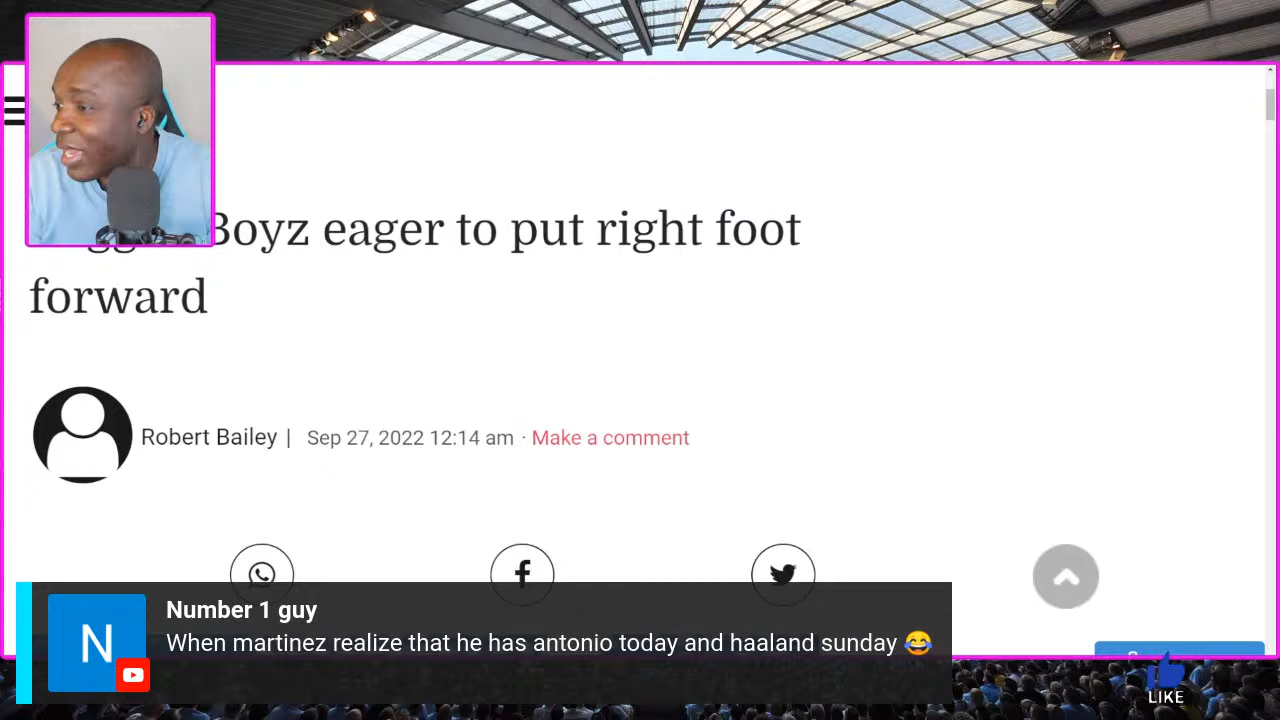 Boyz eager to put right foot
forward
Robert Bailey | Sep 27, 2022 12:14 am · Make a comment
N
Number 1 guy
When martinez realize that he has antonio today and haaland sunday 😂
LIKE